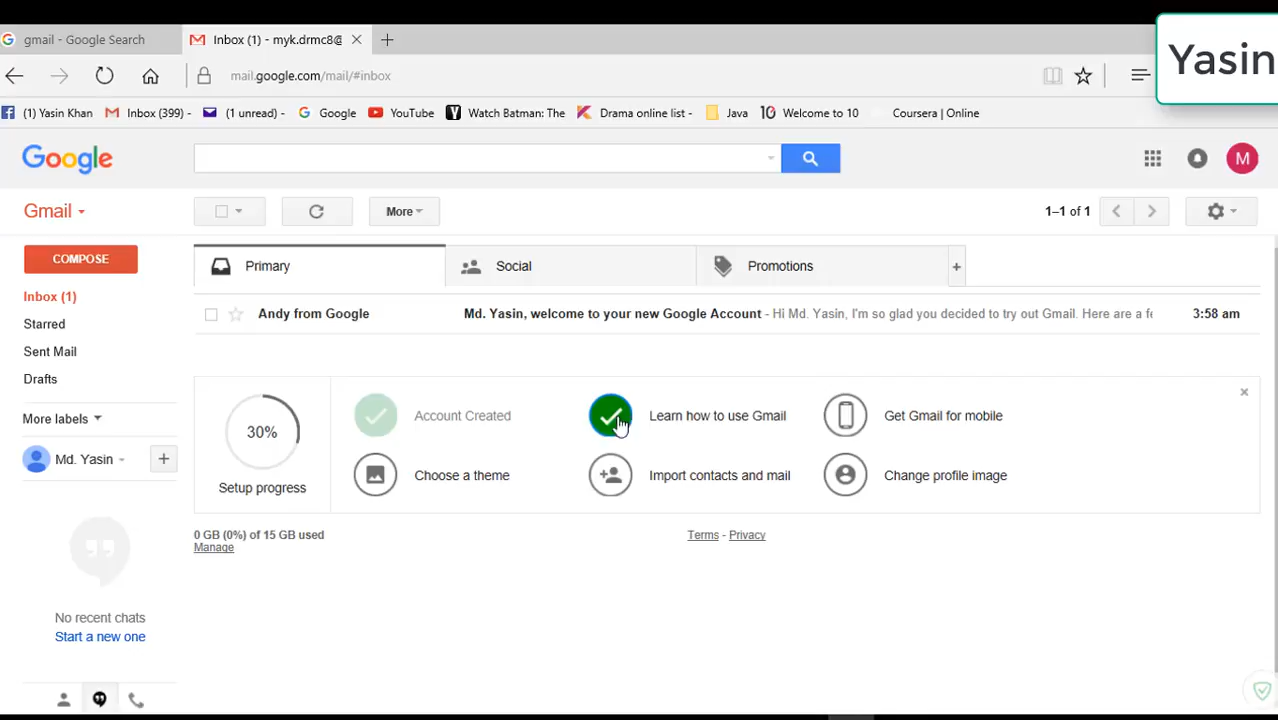 gmail - Google Search
Inbox (1) - myk.drmc8@
Yasin
mail.google.com/mail/#inbox
(1) Yasin Khan
Inbox (399) -
(1 unread) -
Google
YouTube
Watch Batman: The
Drama online list -
Java
10
Welcome to 10
Coursera | Online
Google
M
Gmail
More
1–1 of 1
COMPOSE
Primary
Social
Promotions
+
Inbox (1)
Starred
Sent Mail
Drafts
More labels
Md. Yasin
+
Andy from Google
Md. Yasin, welcome to your new Google Account - Hi Md. Yasin, I'm so glad you decided to try out Gmail. Here are a fe
3:58 am
30%
Setup progress
Account Created
Learn how to use Gmail
Get Gmail for mobile
Choose a theme
Import contacts and mail
Change profile image
0 GB (0%) of 15 GB used
Manage
Terms - Privacy
No recent chats
Start a new one